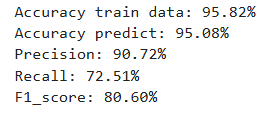 Accuracy train data: 95.82%
Accuracy predict: 95.08%
Precision: 90.72%
Recall: 72.51%
F1_score: 80.60%